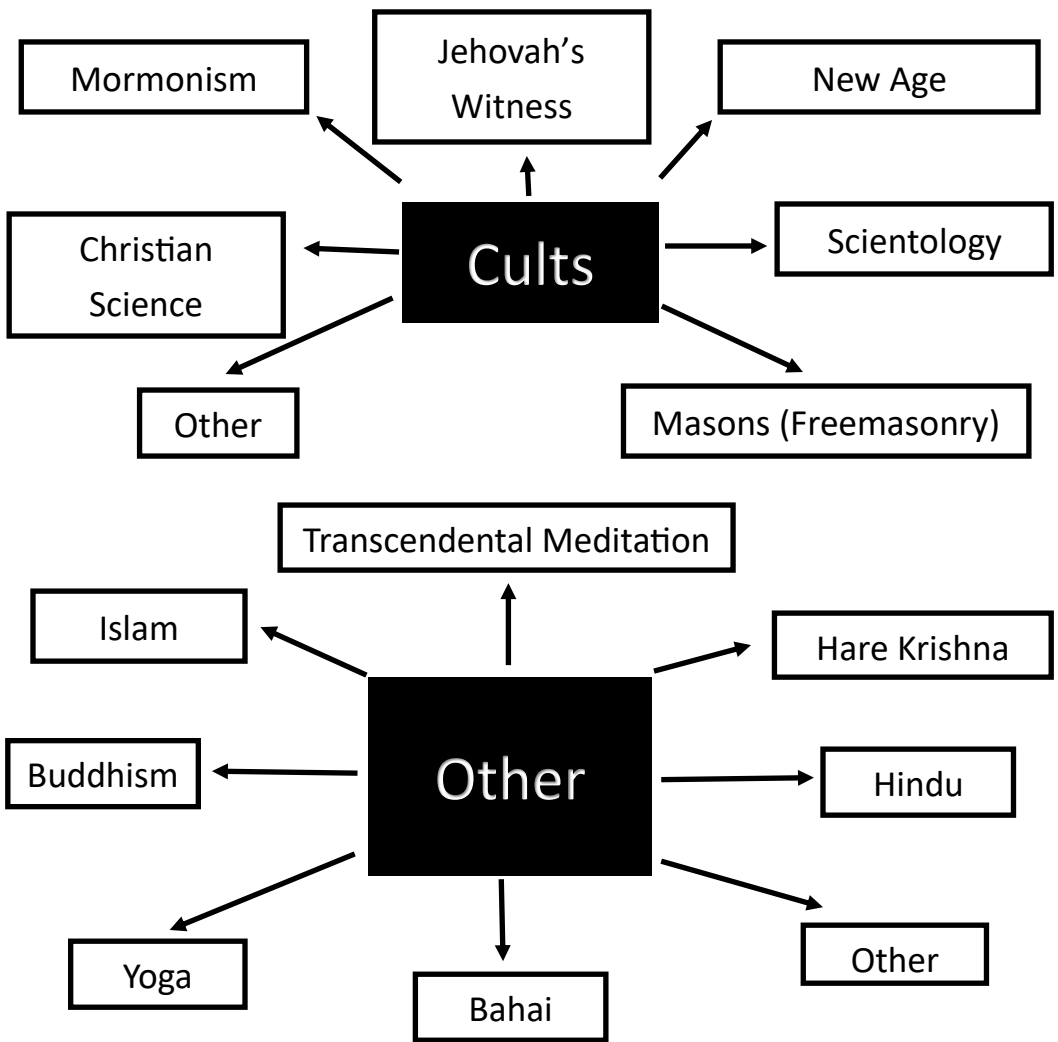 Mormonism
Jehovah’s
Witness
New Age
Christian
Science
Cults
Scientology
Other
Masons (Freemasonry)
Transcendental Meditation
Islam
Hare Krishna
Buddhism
Other
Hindu
Yoga
Bahai
Other